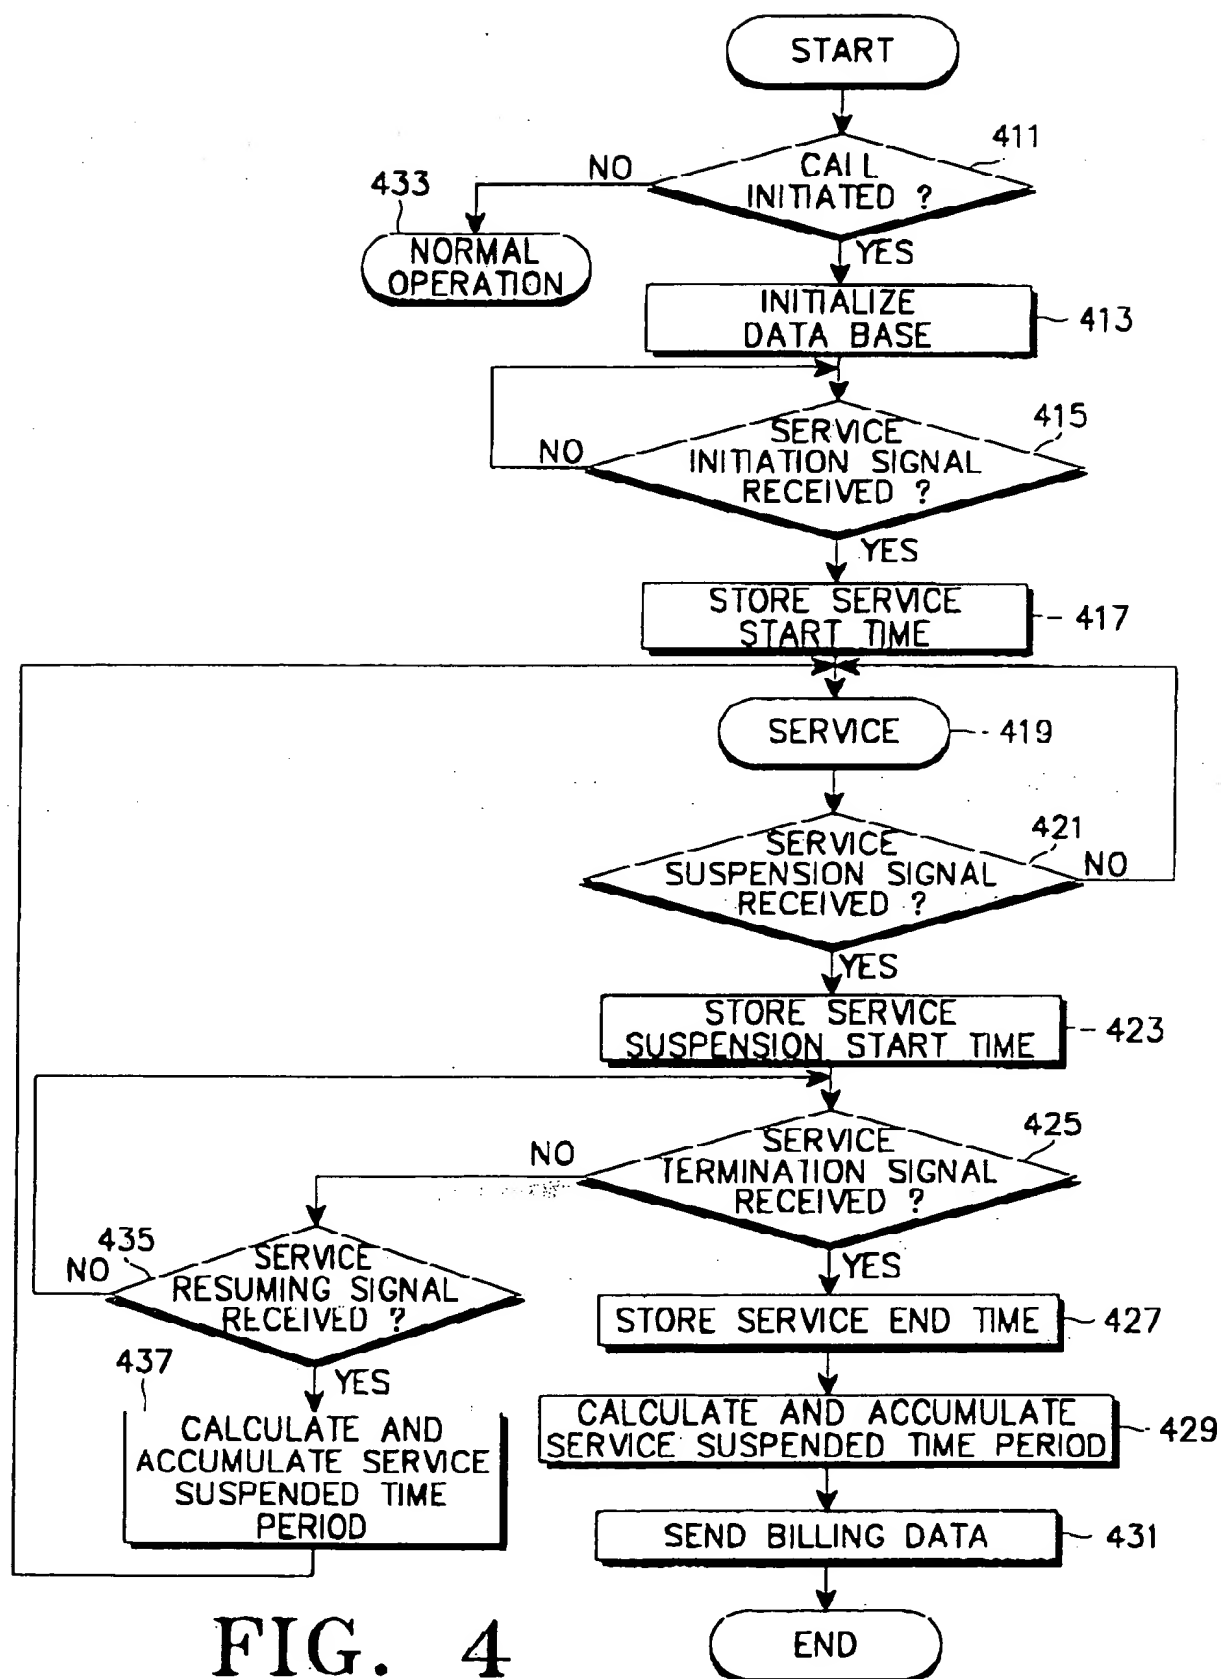 START
411
CALL
INITIATED ?
NO
433
NORMAL
OPERATION
YES
INITIALIZE
DATA BASE
413
415
SERVICE
INITIATION SIGNAL
RECEIVED ?
NO
YES
STORE SERVICE
START TIME
417
SERVICE
419
421
SERVICE
SUSPENSION SIGNAL
RECEIVED ?
NO
YES
STORE SERVICE
SUSPENSION START TIME
423
425
SERVICE
TERMINATION SIGNAL
RECEIVED ?
NO
435
SERVICE
RESUMING SIGNAL
RECEIVED ?
NO
YES
STORE SERVICE END TIME
427
437
YES
CALCULATE AND
ACCUMULATE SERVICE
SUSPENDED TIME
PERIOD
CALCULATE AND ACCUMULATE
SERVICE SUSPENDED TIME PERIOD
429
SEND BILLING DATA
431
END
FIG. 4